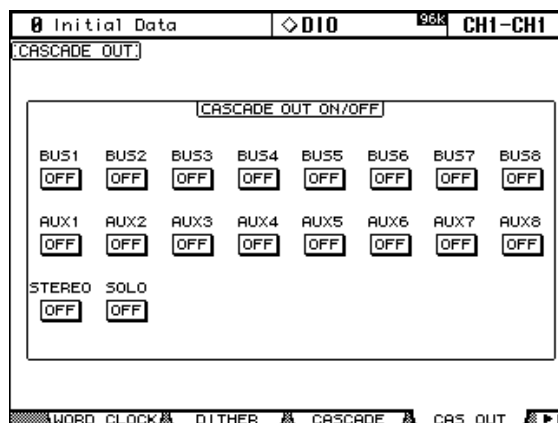 0 Initial Data ◇DIO 96k CH1-CH1
CASCADE OUT
CASCADE OUT ON/OFF
BUS1 BUS2 BUS3 BUS4 BUS5 BUS6 BUS7 BUS8
OFF OFF OFF OFF OFF OFF OFF OFF
AUX1 AUX2 AUX3 AUX4 AUX5 AUX6 AUX7 AUX8
OFF OFF OFF OFF OFF OFF OFF OFF
STEREO SOLO
OFF OFF
WORD CLOCK DITHER CASCADE CAS OUT